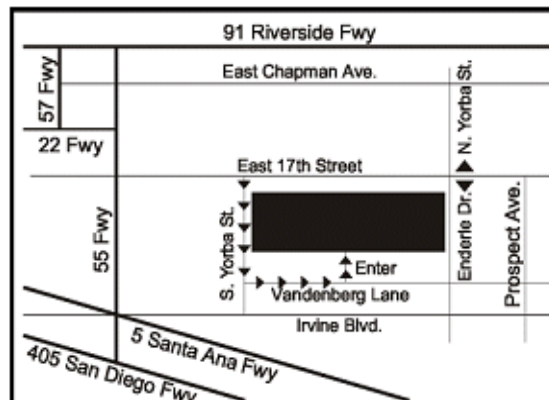 91 Riverside Fwy
East Chapman Ave.
57 Fwy
N. Yorba St.
22 Fwy
East 17th Street
55 Fwy
S. Yorba St.
Enderle Dr.
Prospect Ave.
Enter
Vandenberg Lane
Irvine Blvd.
5 Santa Ana Fwy
405 San Diego Fwy